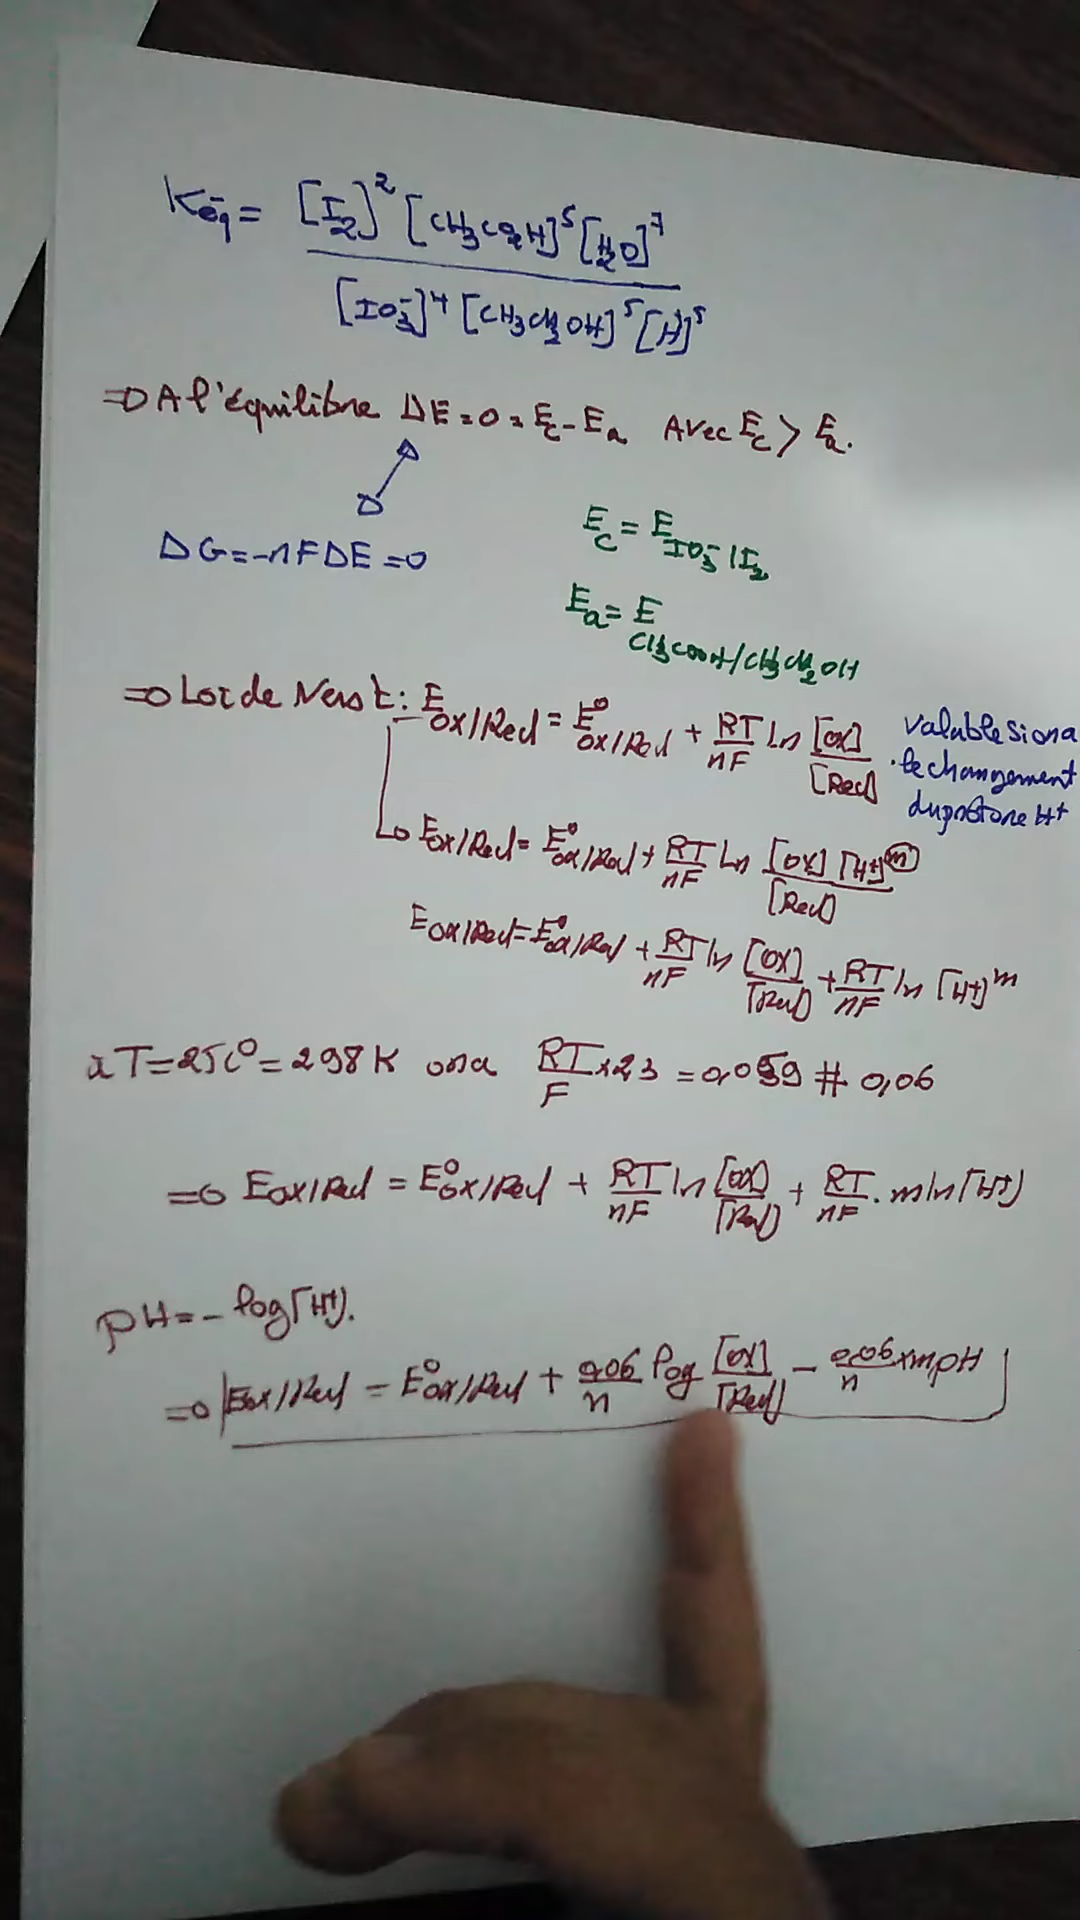 Kéq = [I2]^2 [CH3CO2H]^5 [H2O]^7 / [IO3-]^4 [CH3CH2OH]^5 [H+]^5
=> A l'équilibre ΔE = 0 = Ec - Ea Avec Ec > Ea.
ΔG = -nFΔE = 0
Ec = E IO3-/I2
Ea = E CH3COOH/CH3CH2OH
=> Loi de Nerst : E ox/Red = E° ox/Red + RT/nF Ln [ox]/[Red]
valable si on a
le changement
du protone H+
E ox/Red = E° ox/Red + RT/nF Ln [ox][H+]^m / [Red]
E ox/Red = E° ox/Red + RT/nF ln [ox]/[Red] + RT/nF ln [H+]^m
à T = 25C° = 298K on a RT/F × 2,3 = 0,059 # 0,06
=> E ox/Red = E° ox/Red + RT/nF ln [ox]/[Red] + RT/nF . m ln [H+]
pH = - log [H+].
=> E ox/Red = E° ox/Red + 0,06/n log [ox]/[Red] - 0,06/n × m pH